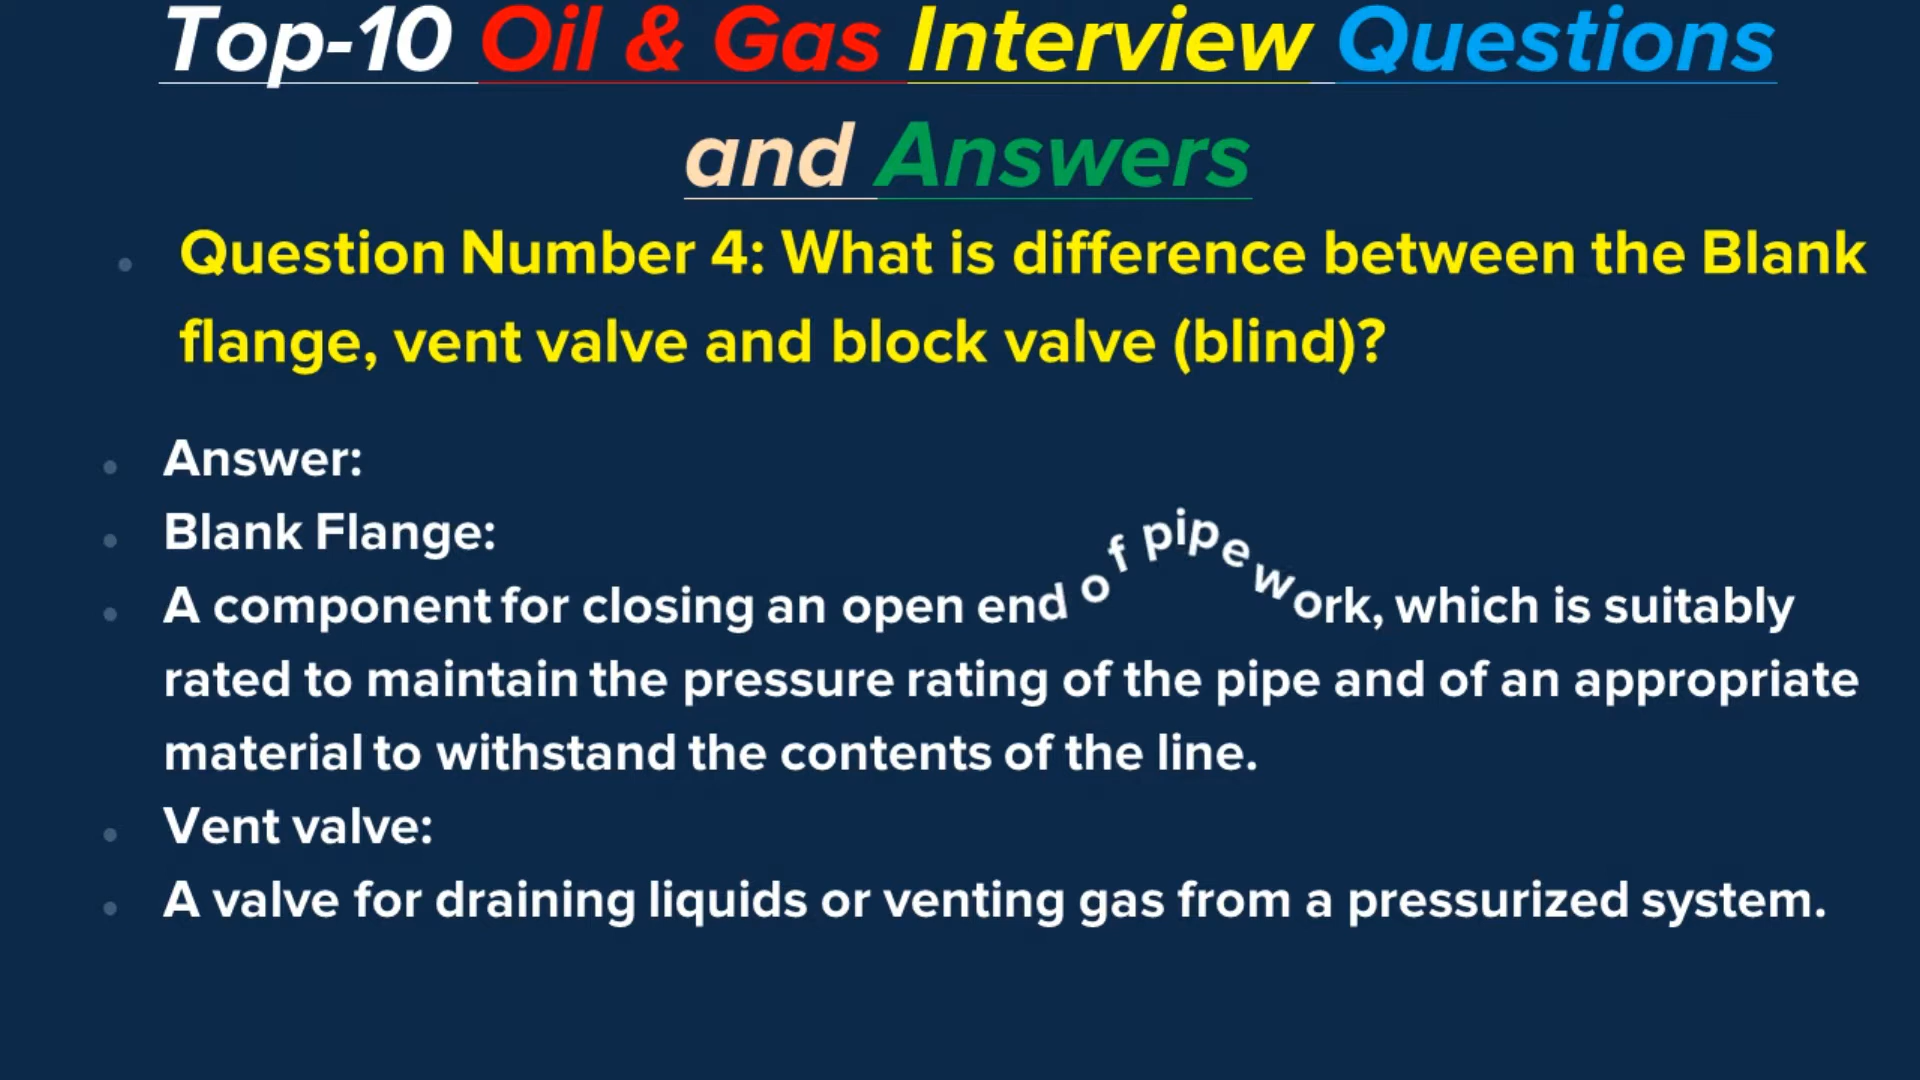 Top-10 Oil & Gas Interview Questions
and Answers
Question Number 4: What is difference between the Blank
flange, vent valve and block valve (blind)?
Answer:
Blank Flange:
A component for closing an open end of pipework, which is suitably
rated to maintain the pressure rating of the pipe and of an appropriate
material to withstand the contents of the line.
Vent valve:
A valve for draining liquids or venting gas from a pressurized system.